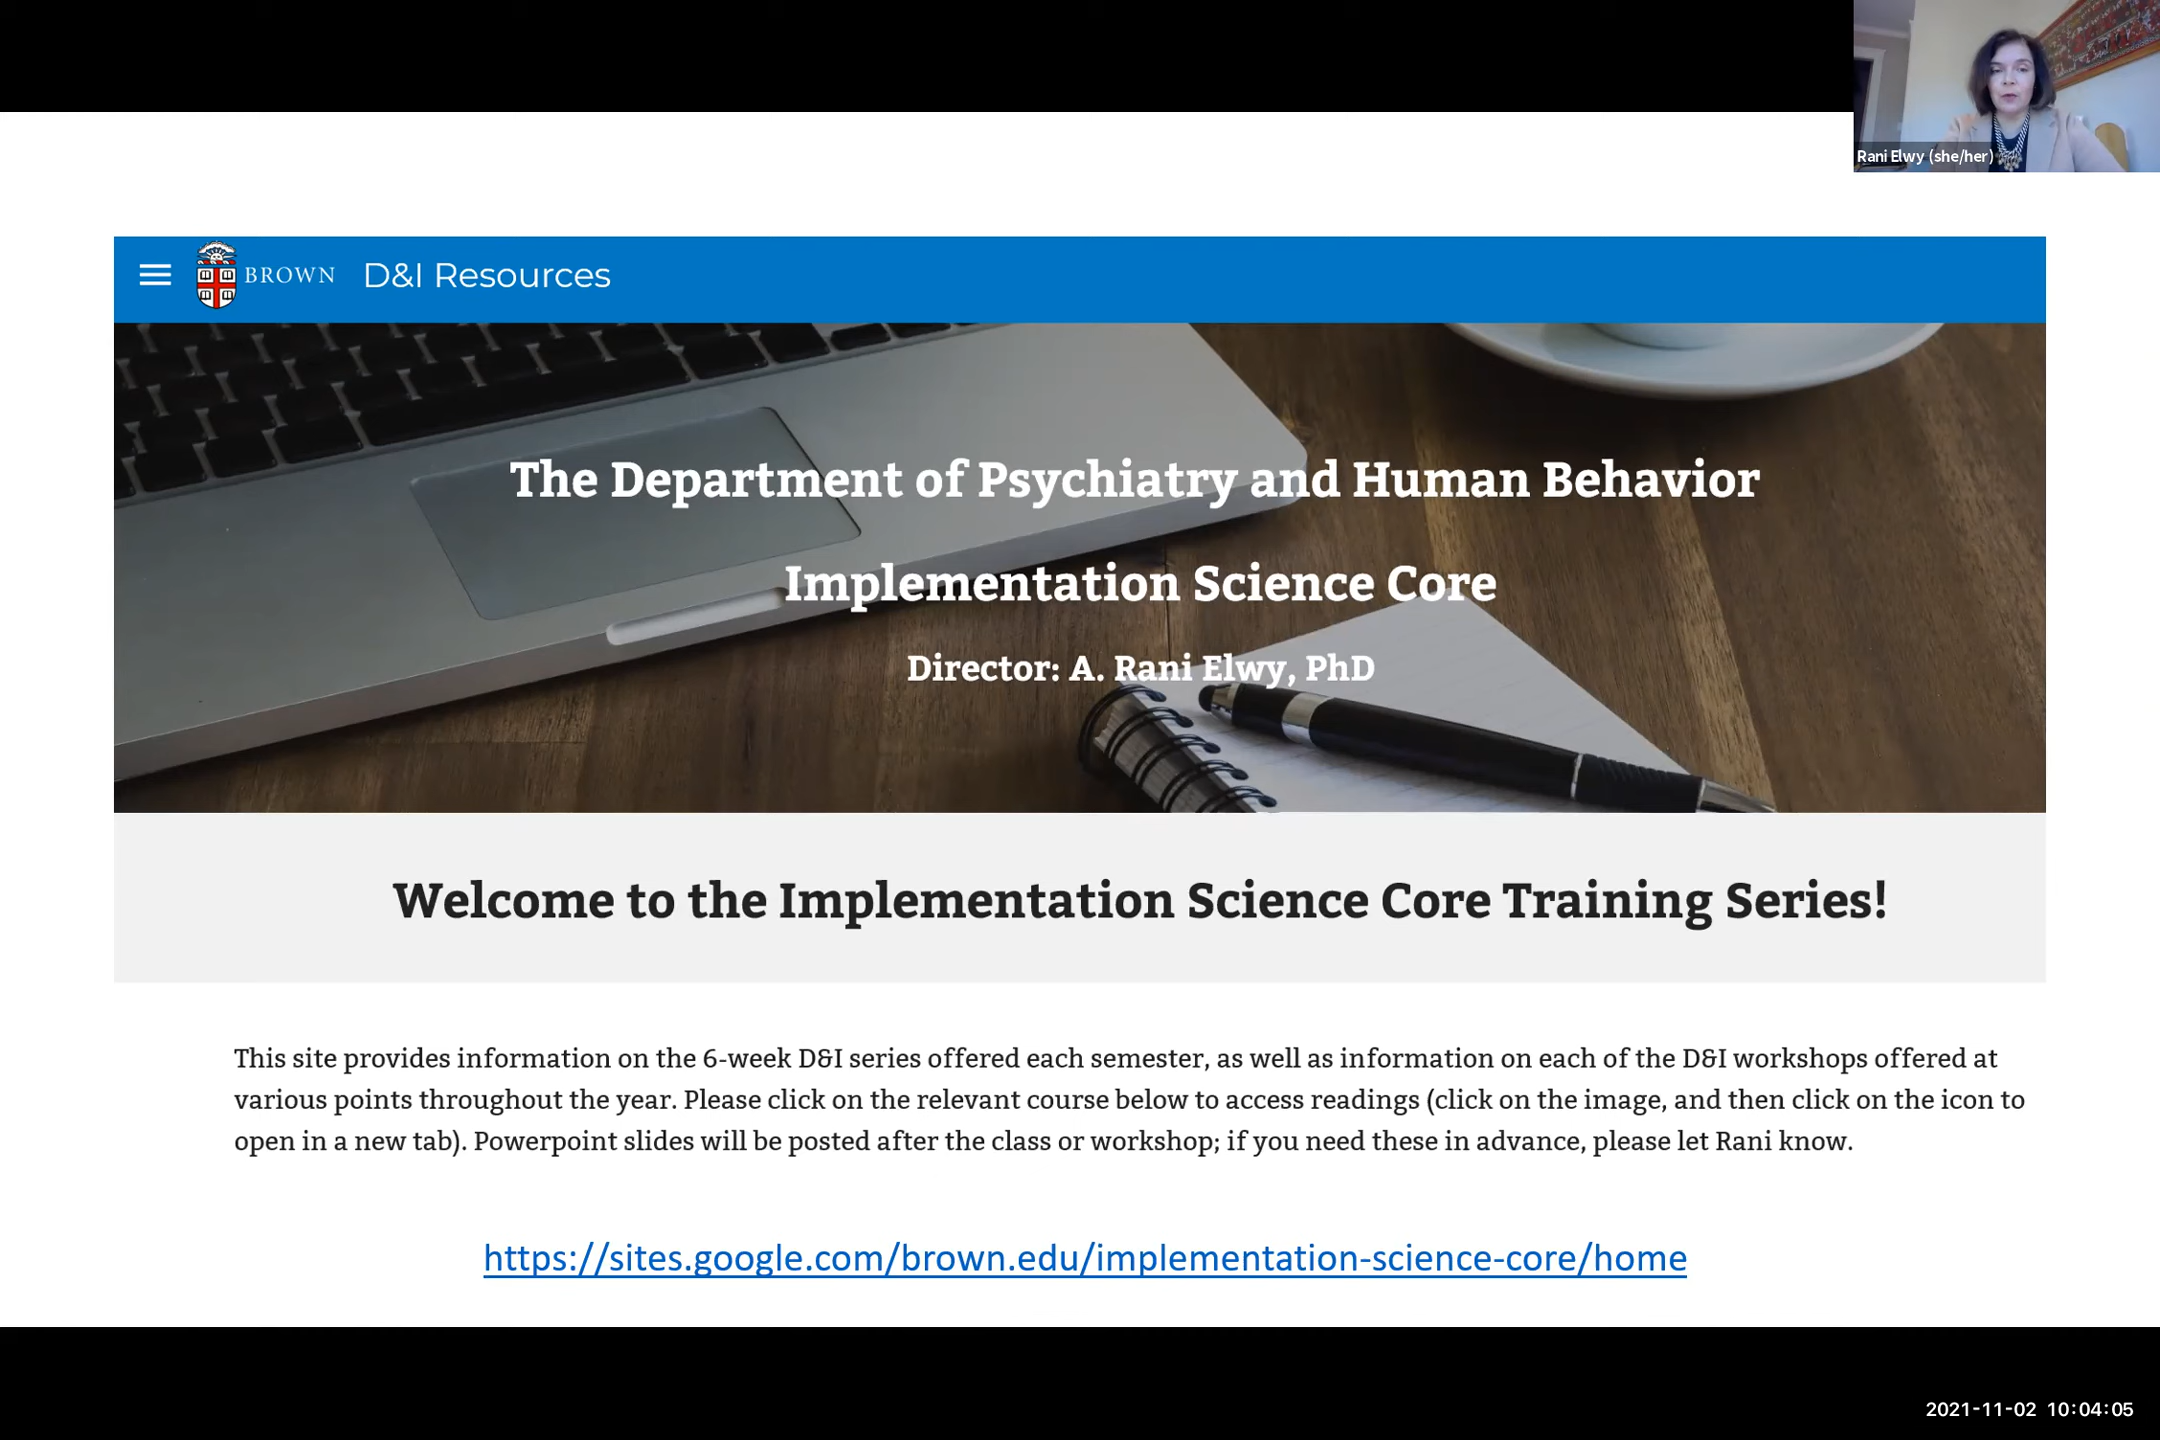 Rani Elwy (she/her)
BROWN D&I Resources
The Department of Psychiatry and Human Behavior
Implementation Science Core
Director: A. Rani Elwy, PhD
Welcome to the Implementation Science Core Training Series!
This site provides information on the 6-week D&I series offered each semester, as well as information on each of the D&I workshops offered at
various points throughout the year. Please click on the relevant course below to access readings (click on the image, and then click on the icon to
open in a new tab). Powerpoint slides will be posted after the class or workshop; if you need these in advance, please let Rani know.
https://sites.google.com/brown.edu/implementation-science-core/home
2021-11-02 10:04:05